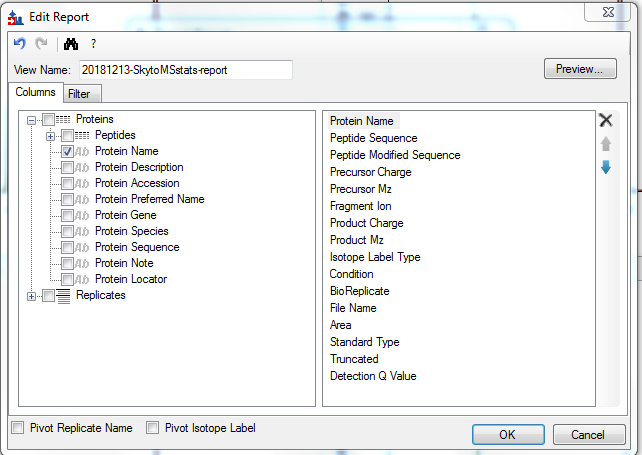 Edit Report
?
View Name: 20181213-SkytoMSstats-report Preview...
Columns Filter
Proteins
Peptides
Ab Protein Name
Ab Protein Description
Ab Protein Accession
Ab Protein Preferred Name
Ab Protein Gene
Ab Protein Species
Ab Protein Sequence
Ab Protein Note
Ab Protein Locator
Replicates
Protein Name
Peptide Sequence
Peptide Modified Sequence
Precursor Charge
Precursor Mz
Fragment Ion
Product Charge
Product Mz
Isotope Label Type
Condition
BioReplicate
File Name
Area
Standard Type
Truncated
Detection Q Value
Pivot Replicate Name Pivot Isotope Label
OK Cancel